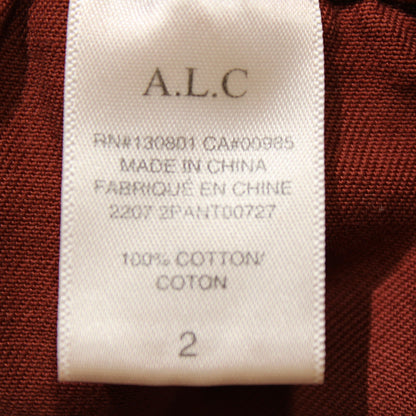 A.L.C
RN#130801 CA#00985
MADE IN CHINA
FABRIQUÉ EN CHINE
2207 2PANT00727
100% COTTON/
COTON
2